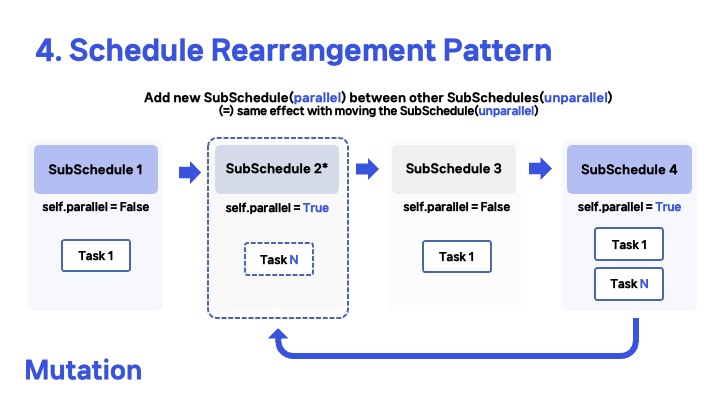 4. Schedule Rearrangement Pattern
Add new SubSchedule(parallel) between other SubSchedules(unparallel)
(=) same effect with moving the SubSchedule(unparallel)
SubSchedule 1
self.parallel = False
Task 1
SubSchedule 2*
self.parallel = True
Task N
SubSchedule 3
self.parallel = False
Task 1
SubSchedule 4
self.parallel = True
Task 1
Task N
Mutation